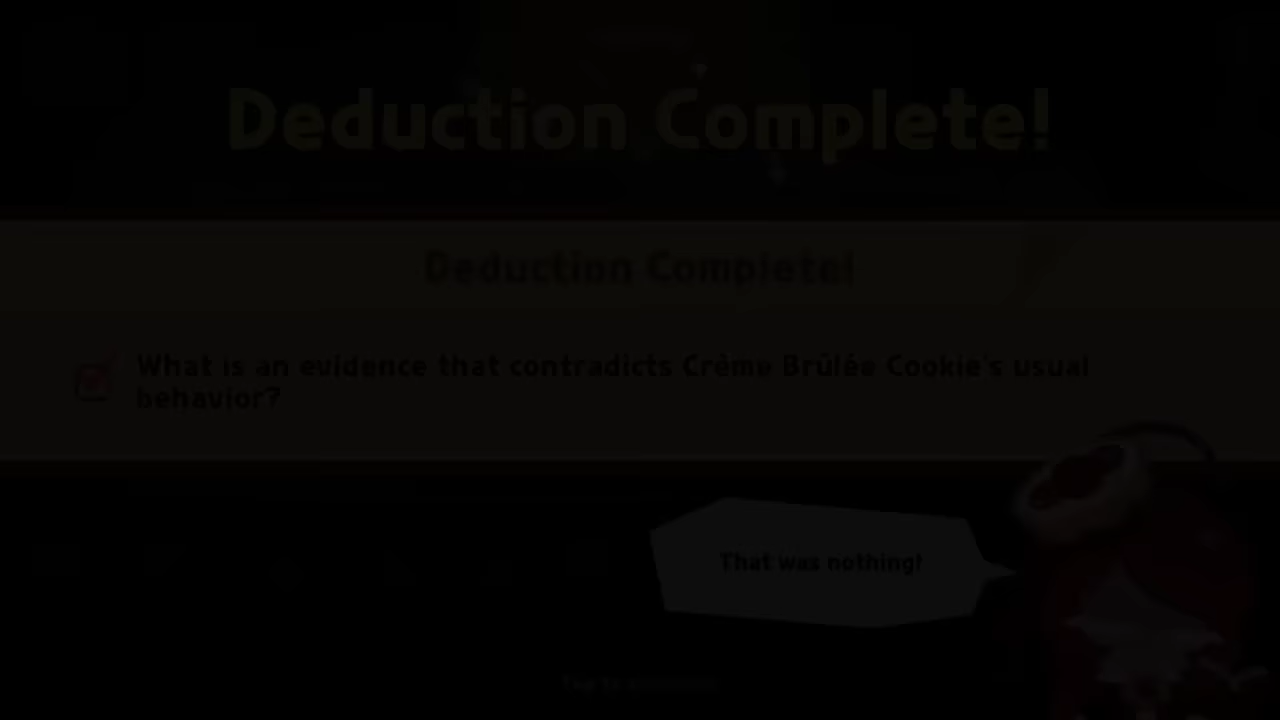 Deduction Complete!
Deduction Complete!
What is an evidence that contradicts Crème Brûlée Cookie's usual
behavior?
That was nothing!